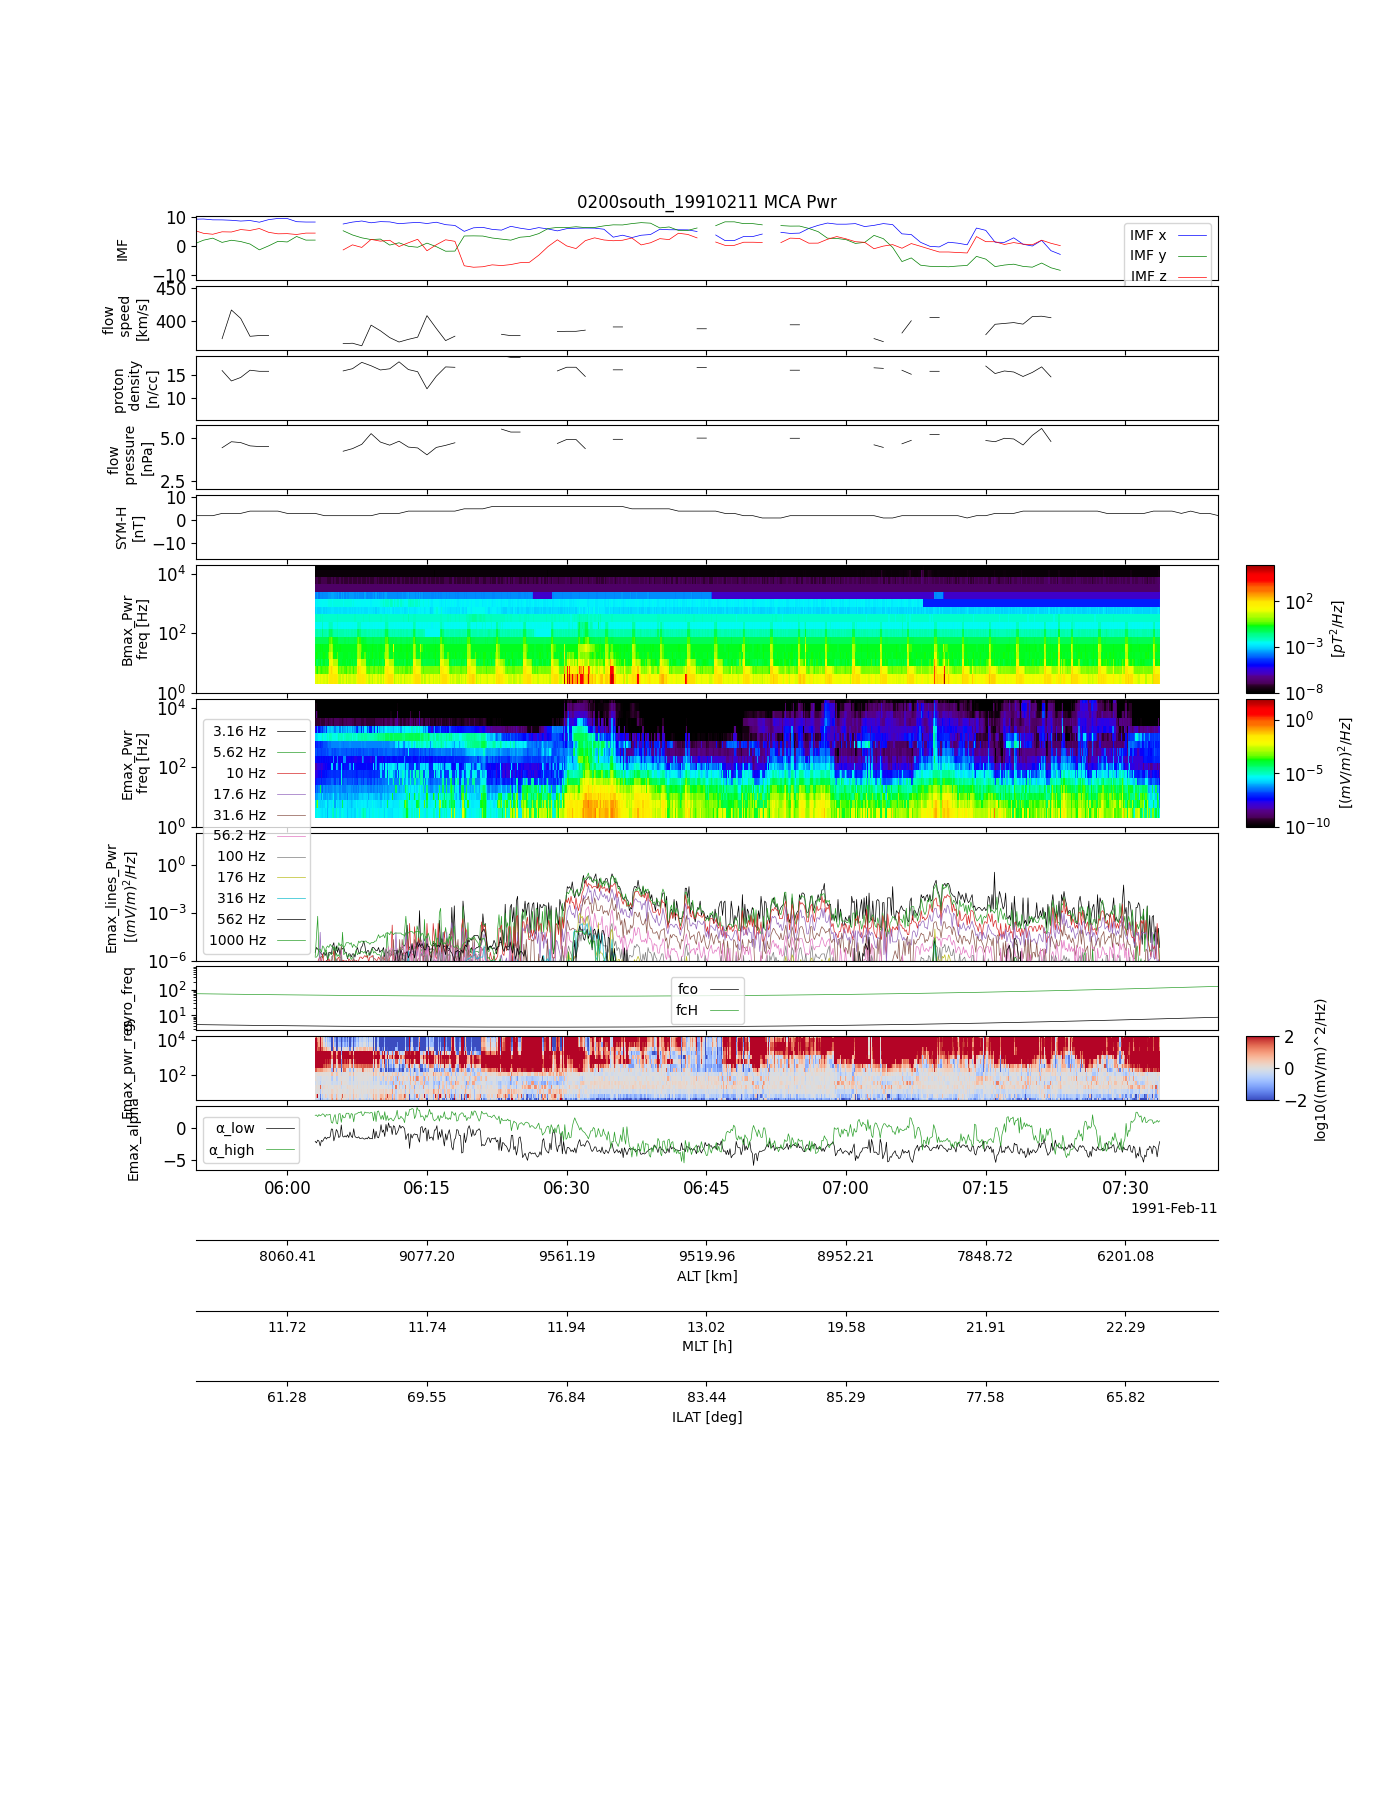 0200south_19910211 MCA Pwr
10
0
−10
IMF
IMF x
IMF y
IMF z
450
400
flow
speed
[km/s]
15
10
proton
density
[n/cc]
5.0
2.5
flow
pressure
[nPa]
10
0
−10
SYM-H
[nT]
10^4
10^2
10^0
Bmax_Pwr
freq [Hz]
10^2
10^−3
10^−8
[pT^2/Hz]
10^4
10^2
10^0
Emax_Pwr
freq [Hz]
10^0
10^−5
10^−10
[(mV/m)^2/Hz]
3.16 Hz
5.62 Hz
10 Hz
17.6 Hz
31.6 Hz
56.2 Hz
100 Hz
176 Hz
316 Hz
562 Hz
1000 Hz
10^0
10^−3
10^−6
Emax_lines_Pwr
[(mV/m)^2/Hz]
10^2
10^1
gyro_freq
fco
fcH
10^4
10^2
Emax_pwr_reg
2
0
−2
log10((mV/m)^2/Hz)
0
−5
Emax_alpha
α_low
α_high
06:00 06:15 06:30 06:45 07:00 07:15 07:30
1991-Feb-11
8060.41 9077.20 9561.19 9519.96 8952.21 7848.72 6201.08
ALT [km]
11.72 11.74 11.94 13.02 19.58 21.91 22.29
MLT [h]
61.28 69.55 76.84 83.44 85.29 77.58 65.82
ILAT [deg]